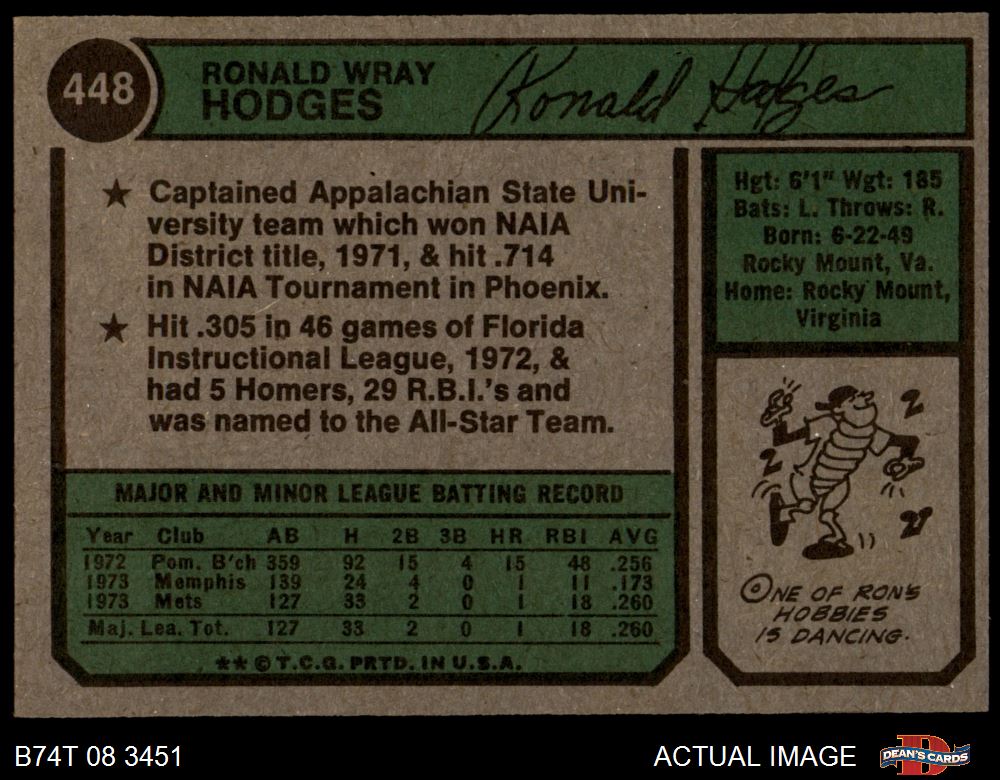 448
RONALD WRAY
HODGES
Ronald Hodges
★ Captained Appalachian State Uni-
versity team which won NAIA
District title, 1971, & hit .714
in NAIA Tournament in Phoenix.
★ Hit .305 in 46 games of Florida
Instructional League, 1972, &
had 5 Homers, 29 R.B.I.'s and
was named to the All-Star Team.
Hgt: 6'1" Wgt: 185
Bats: L. Throws: R.
Born: 6-22-49
Rocky Mount, Va.
Home: Rocky Mount,
Virginia
ONE OF RON'S
HOBBIES
IS DANCING.
MAJOR AND MINOR LEAGUE BATTING RECORD
Year Club AB H 2B 3B HR RBI AVG
1972 Pom. B'ch 359 92 15 4 15 48 .256
1973 Memphis 139 24 4 0 1 11 .173
1973 Mets 127 33 2 0 1 18 .260
Maj. Lea. Tot. 127 33 2 0 1 18 .260
★★ © T.C.G. PRTD. IN U.S.A.
B74T 08 3451
ACTUAL IMAGE
D
DEAN'S CARDS